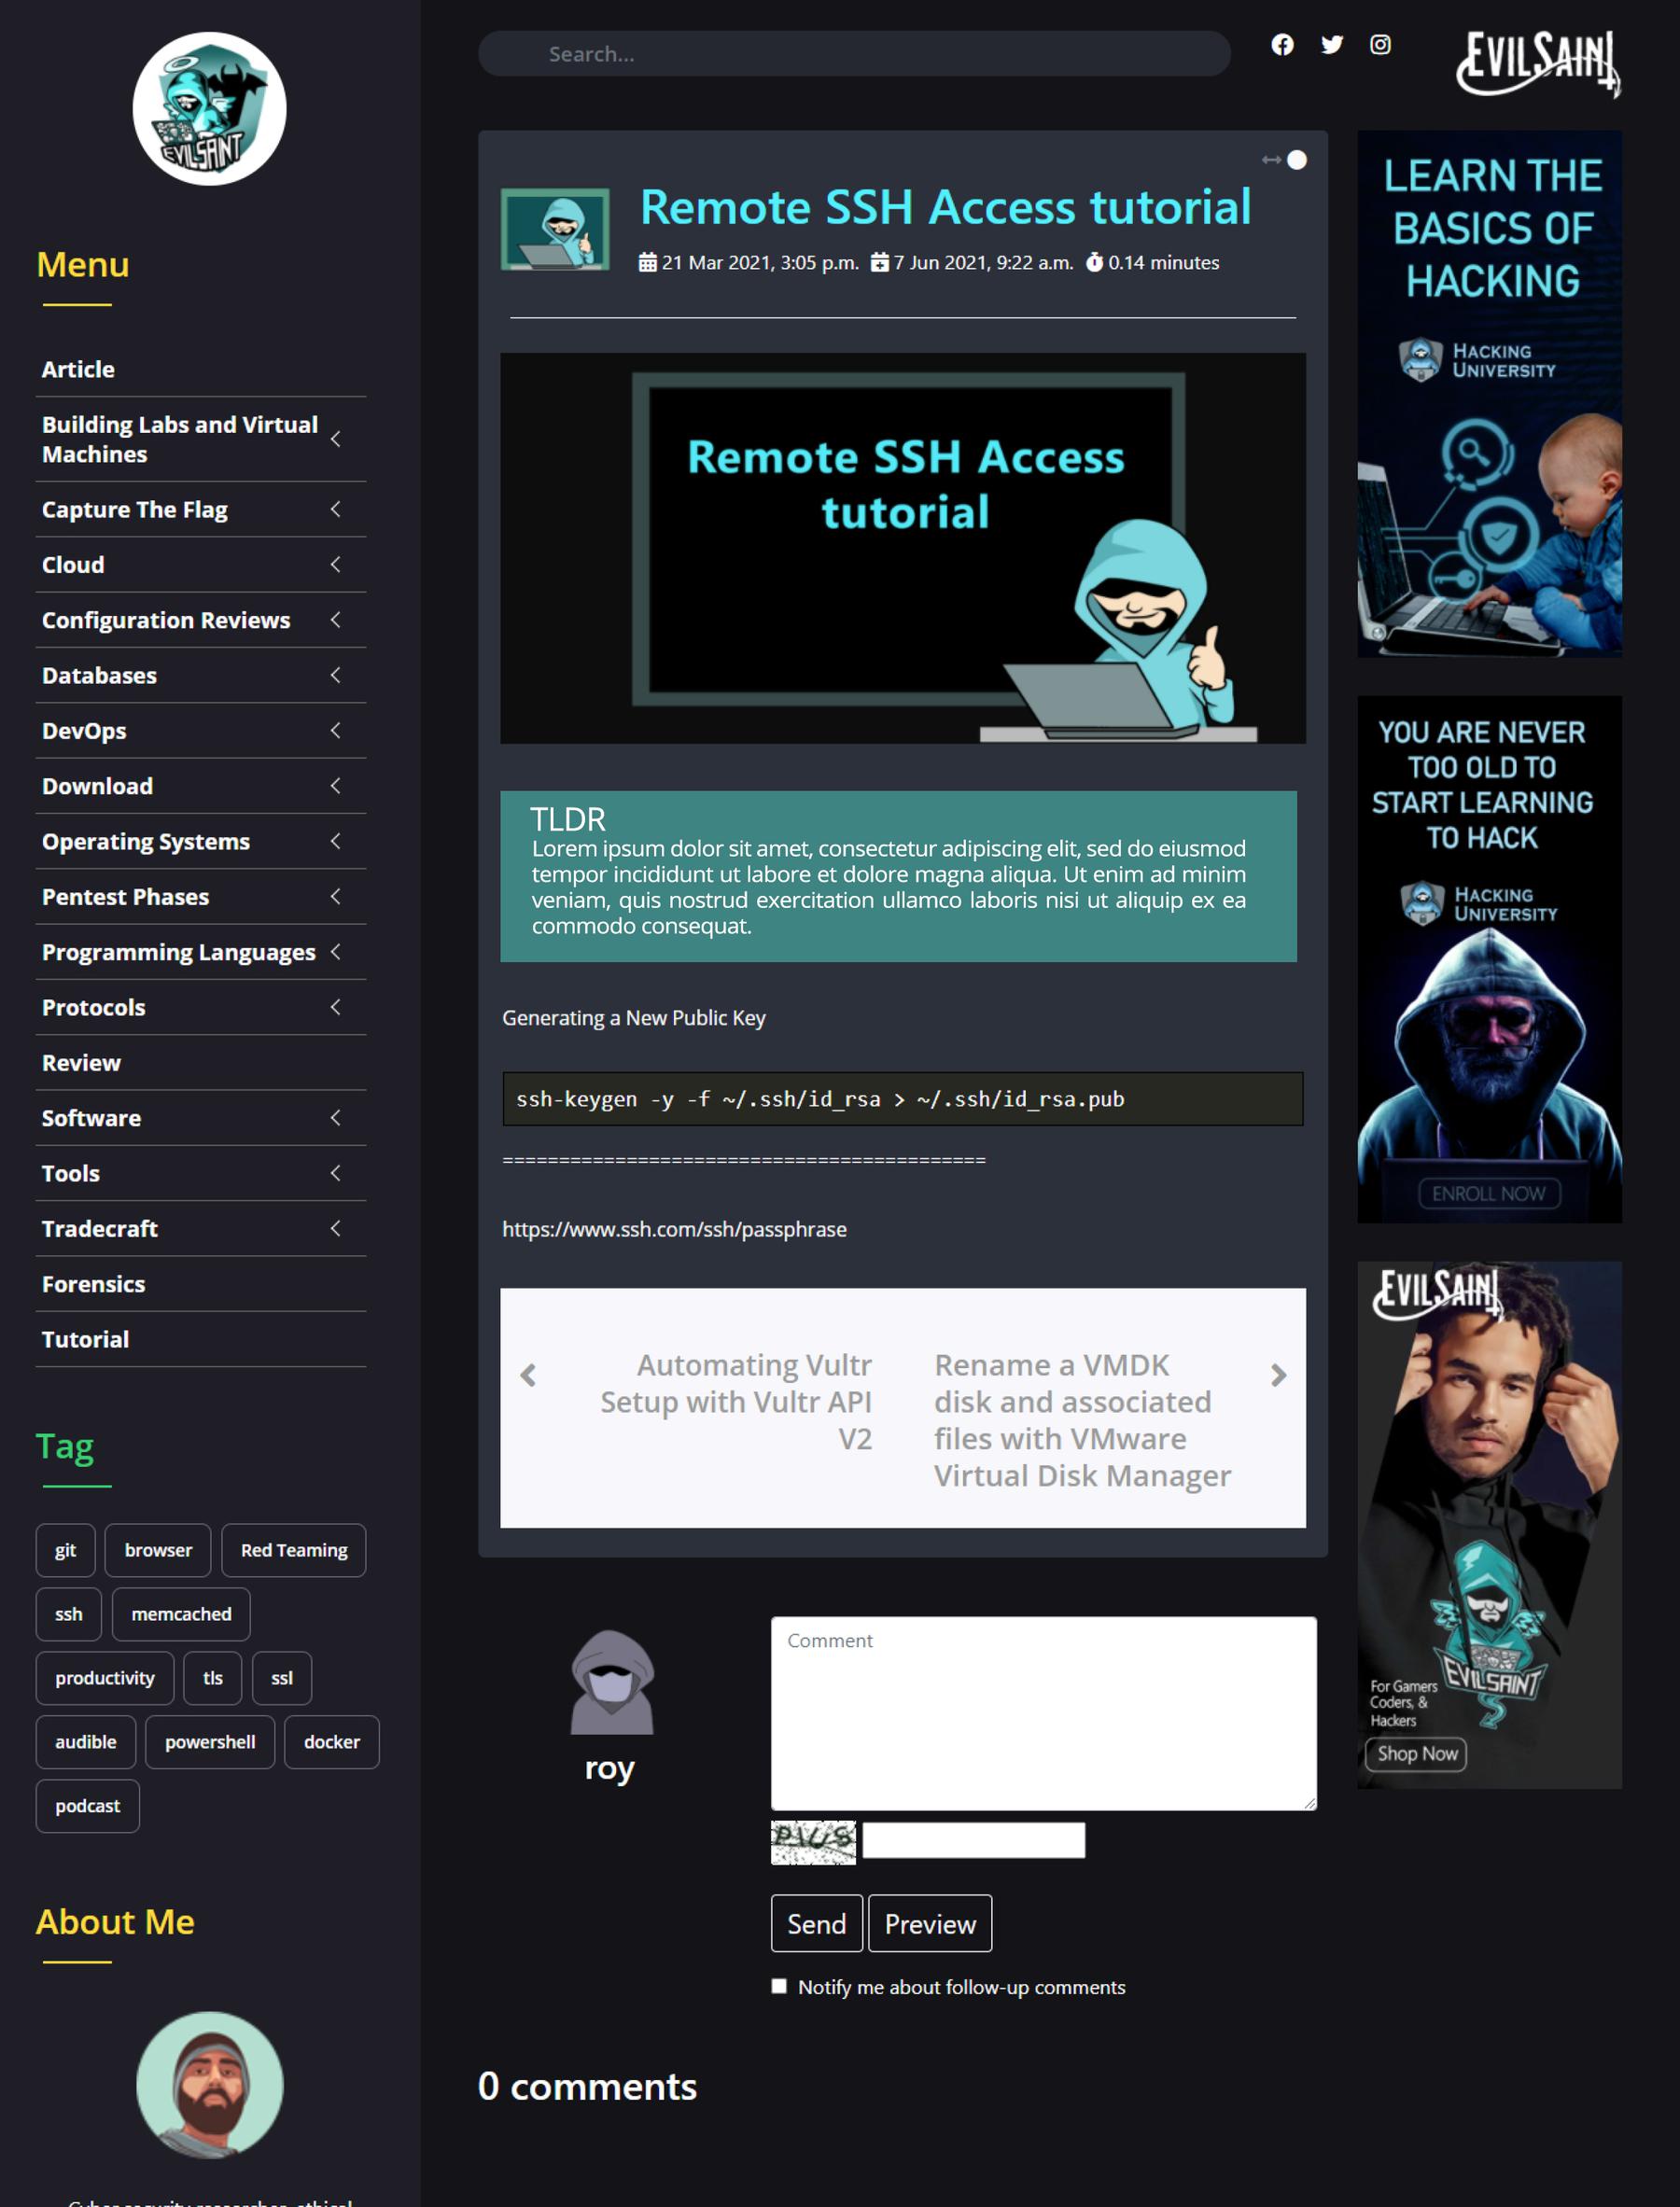 EVILSAINT
Menu
Article
Building Labs and Virtual
Machines
Capture The Flag
Cloud
Configuration Reviews
Databases
DevOps
Download
Operating Systems
Pentest Phases
Programming Languages
Protocols
Review
Software
Tools
Tradecraft
Forensics
Tutorial
Tag
git browser Red Teaming
ssh memcached
productivity tls ssl
audible powershell docker
podcast
About Me
Search...
EVILSAINT
Remote SSH Access tutorial
21 Mar 2021, 3:05 p.m. 7 Jun 2021, 9:22 a.m. 0.14 minutes
Remote SSH Access
tutorial
TLDR
Lorem ipsum dolor sit amet, consectetur adipiscing elit, sed do eiusmod
tempor incididunt ut labore et dolore magna aliqua. Ut enim ad minim
veniam, quis nostrud exercitation ullamco laboris nisi ut aliquip ex ea
commodo consequat.
Generating a New Public Key
ssh-keygen -y -f ~/.ssh/id_rsa > ~/.ssh/id_rsa.pub
===========================================
https://www.ssh.com/ssh/passphrase
Automating Vultr
Setup with Vultr API
V2
Rename a VMDK
disk and associated
files with VMware
Virtual Disk Manager
roy
Comment
Send Preview
Notify me about follow-up comments
0 comments
LEARN THE
BASICS OF
HACKING
HACKING
UNIVERSITY
YOU ARE NEVER
TOO OLD TO
START LEARNING
TO HACK
HACKING
UNIVERSITY
ENROLL NOW
EVILSAINT
EVILSAINT
For Gamers
Coders, &
Hackers
Shop Now